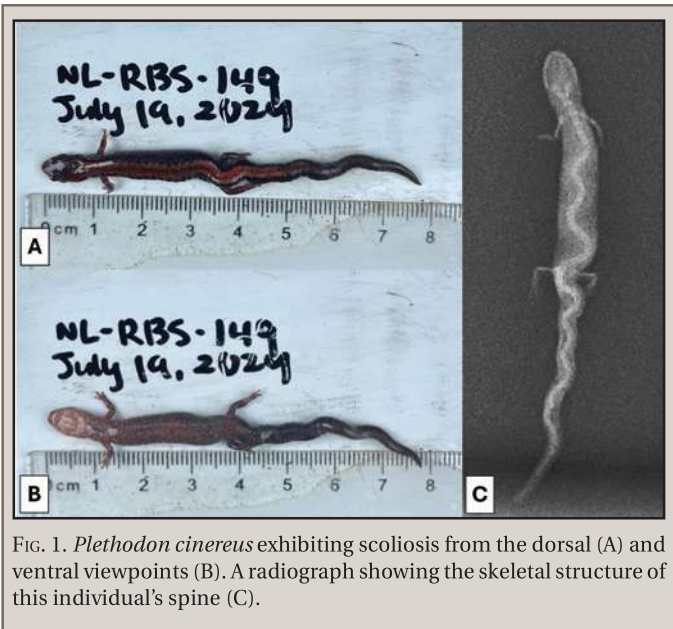 NL-RBS-149
July 19, 2024
0cm 1 2 3 4 5 6 7 8
A
NL-RBS-149
July 19, 2024
0cm 1 2 3 4 5 6 7 8
B
C
FIG. 1. Plethodon cinereus exhibiting scoliosis from the dorsal (A) and
ventral viewpoints (B). A radiograph showing the skeletal structure of
this individual's spine (C).